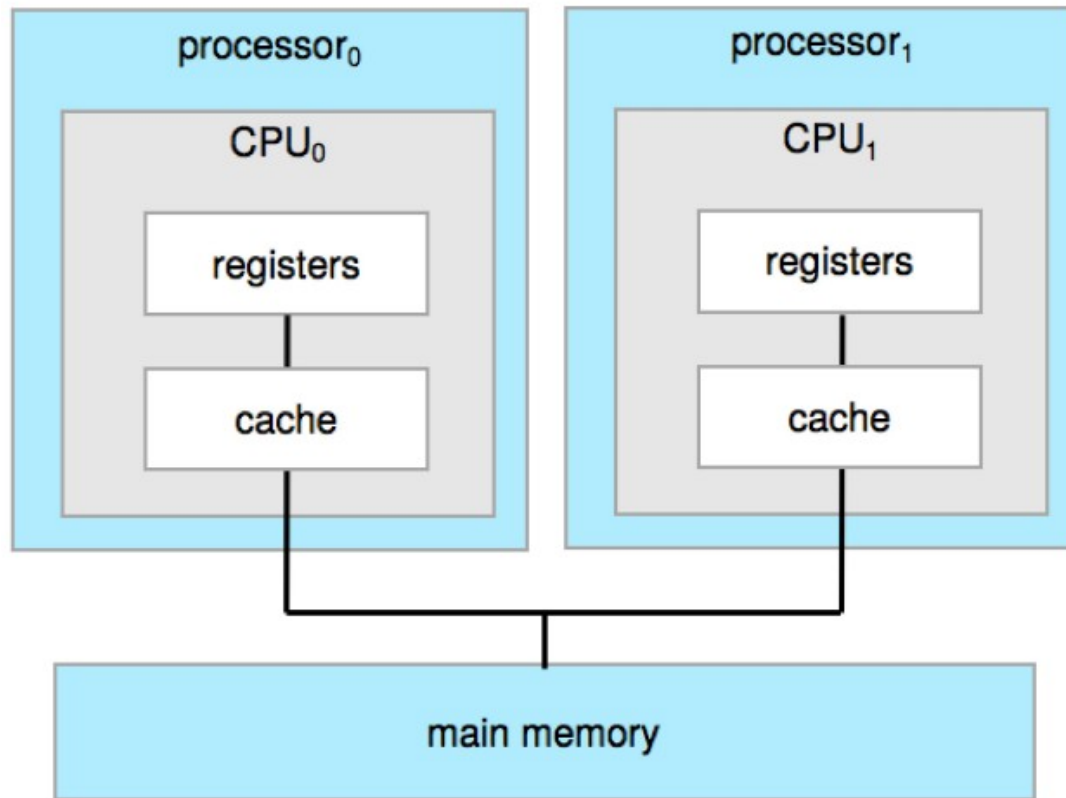 processor₀
CPU₀
registers
cache
processor₁
CPU₁
registers
cache
main memory